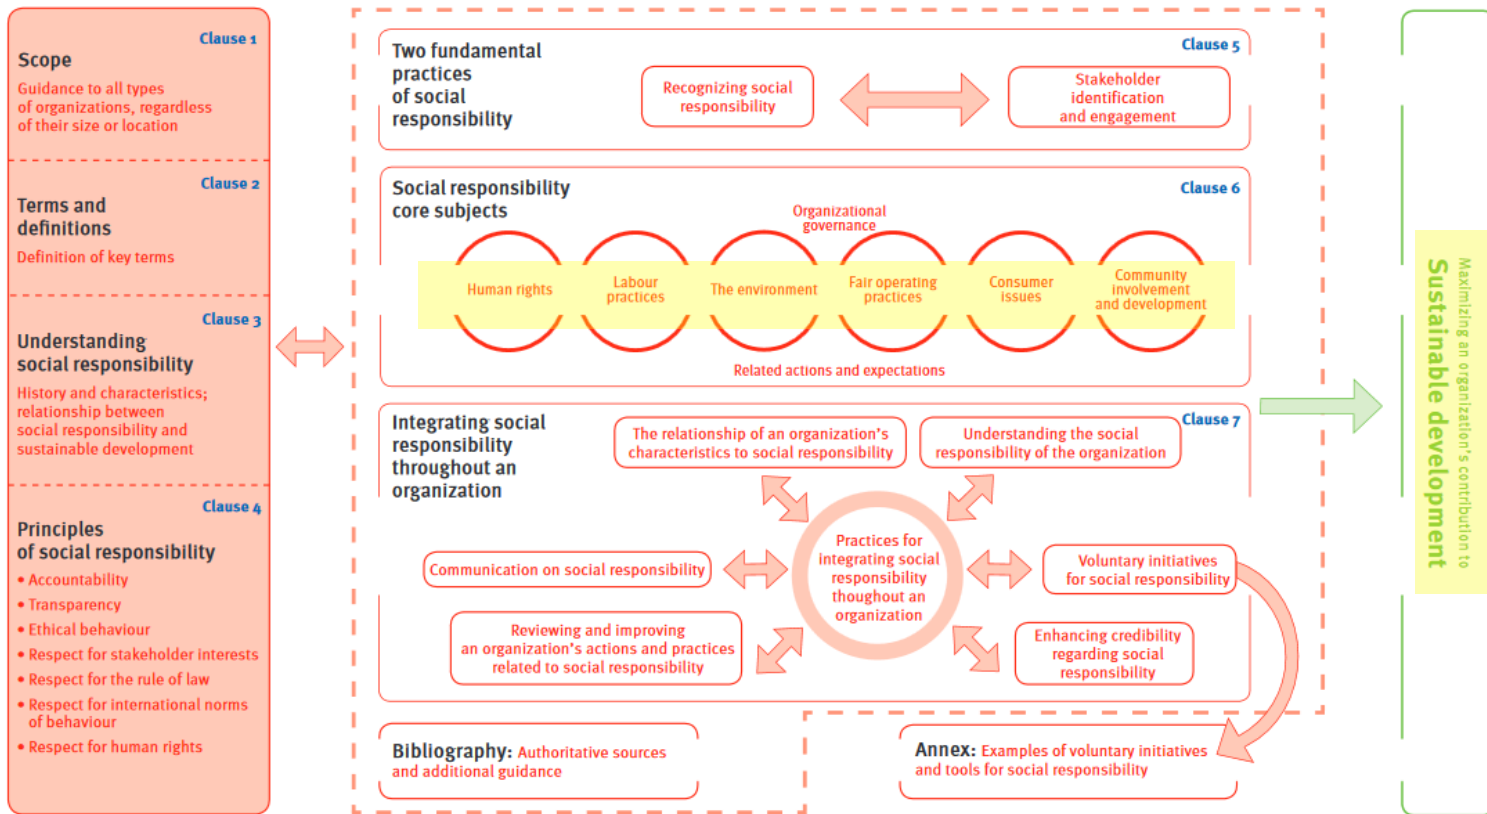 Clause 1
Scope
Guidance to all types
of organizations, regardless
of their size or location
Clause 2
Terms and
definitions
Definition of key terms
Clause 3
Understanding
social responsibility
History and characteristics;
relationship between
social responsibility and
sustainable development
Clause 4
Principles
of social responsibility
• Accountability
• Transparency
• Ethical behaviour
• Respect for stakeholder interests
• Respect for the rule of law
• Respect for international norms
of behaviour
• Respect for human rights
Two fundamental
practices
of social
responsibility
Clause 5
Recognizing social
responsibility
Stakeholder
identification
and engagement
Social responsibility
core subjects
Clause 6
Organizational
governance
Human rights
Labour
practices
The environment
Fair operating
practices
Consumer
issues
Community
involvement
and development
Related actions and expectations
Integrating social
responsibility
throughout an
organization
Clause 7
The relationship of an organization's
characteristics to social responsibility
Understanding the social
responsibility of the organization
Practices for
integrating social
responsibility
thoughout an
organization
Communication on social responsibility
Voluntary initiatives
for social responsibility
Reviewing and improving
an organization's actions and practices
related to social responsibility
Enhancing credibility
regarding social
responsibility
Bibliography: Authoritative sources
and additional guidance
Annex: Examples of voluntary initiatives
and tools for social responsibility
Maximizing an organization's contribution to
Sustainable development